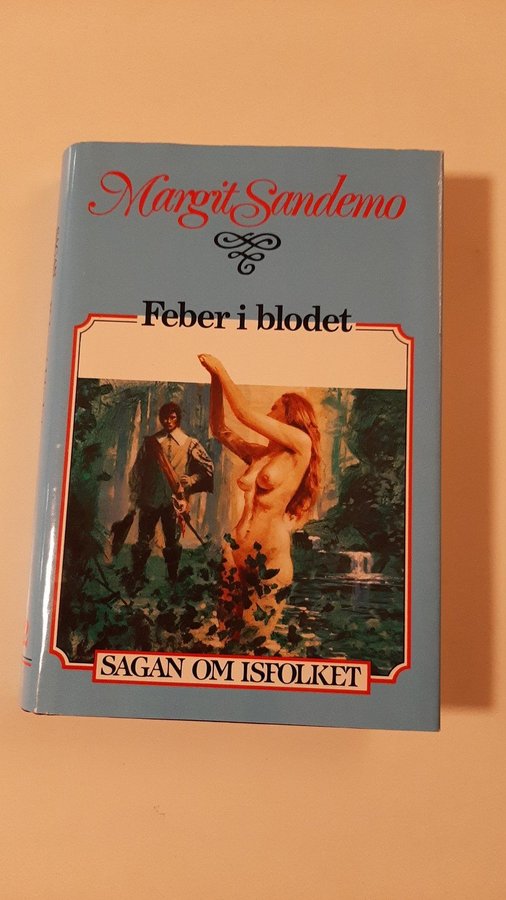 Margit Sandemo
Feber i blodet
SAGAN OM ISFOLKET